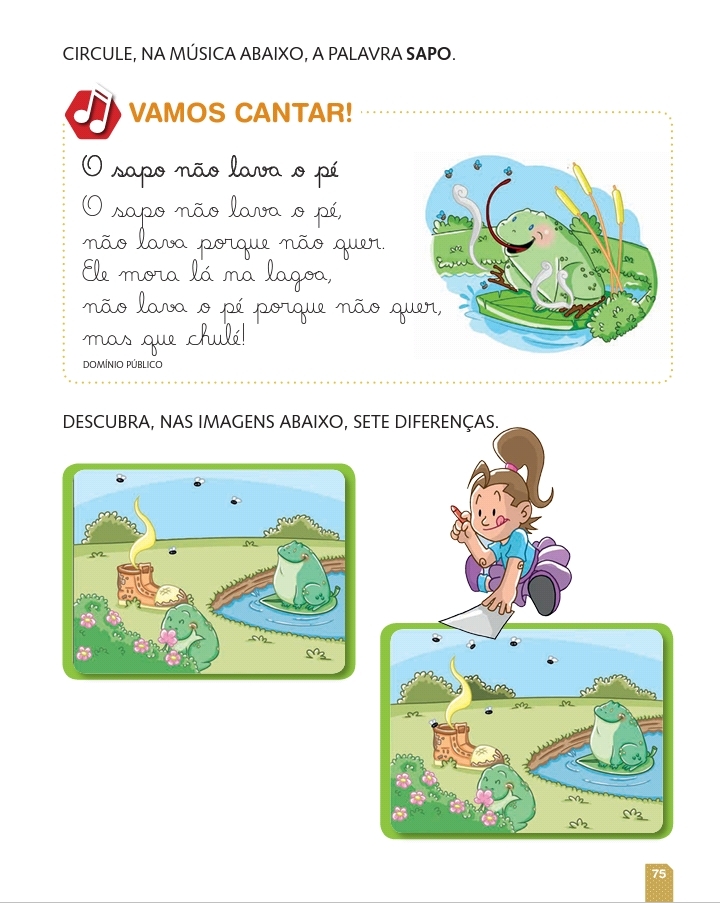 CIRCULE, NA MÚSICA ABAIXO, A PALAVRA SAPO.
VAMOS CANTAR!
O sapo não lava o pé
O sapo não lava o pé,
não lava porque não quer.
Ele mora lá na lagoa,
não lava o pé porque não quer,
mas que chulé!
DOMÍNIO PÚBLICO
DESCUBRA, NAS IMAGENS ABAIXO, SETE DIFERENÇAS.
75